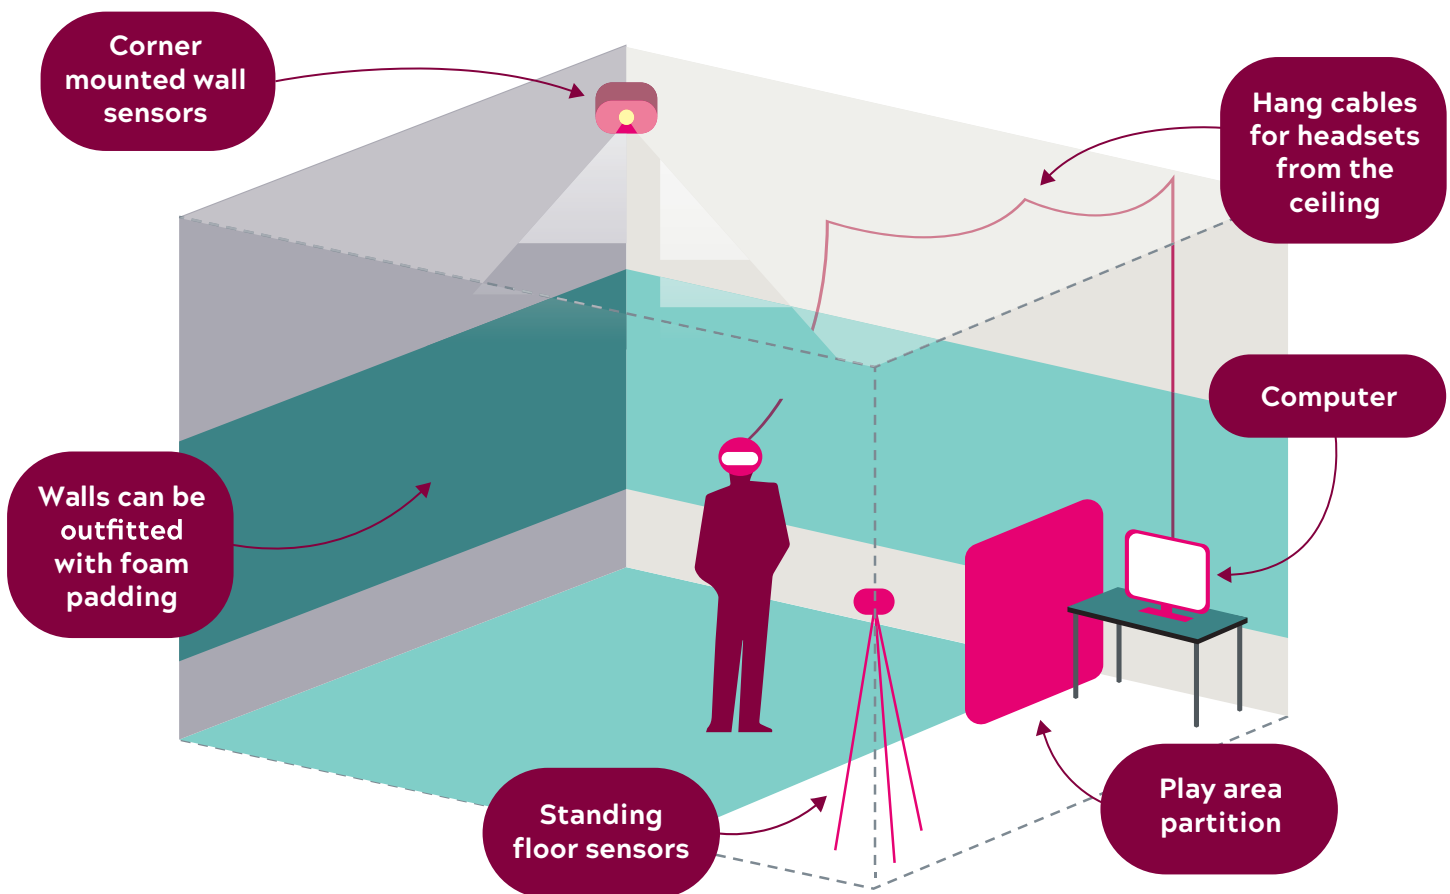 Corner
mounted wall
sensors
Hang cables
for headsets
from the
ceiling
Computer
Walls can be
outfitted
with foam
padding
Standing
floor sensors
Play area
partition